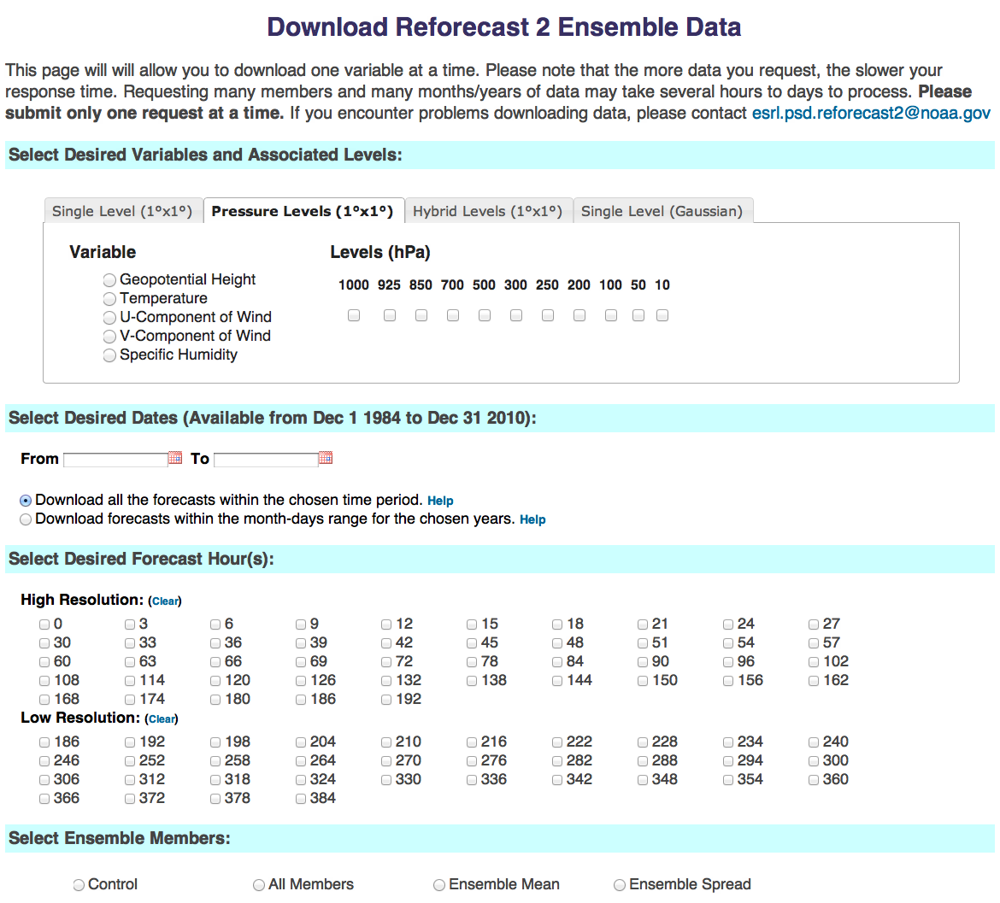 Download Reforecast 2 Ensemble Data
This page will will allow you to download one variable at a time. Please note that the more data you request, the slower your
response time. Requesting many members and many months/years of data may take several hours to days to process. Please
submit only one request at a time. If you encounter problems downloading data, please contact esrl.psd.reforecast2@noaa.gov
Select Desired Variables and Associated Levels:
Single Level (1°x1°) Pressure Levels (1°x1°) Hybrid Levels (1°x1°) Single Level (Gaussian)
Variable Levels (hPa)
Geopotential Height
1000 925 850 700 500 300 250 200 100 50 10
Temperature
U-Component of Wind
V-Component of Wind
Specific Humidity
Select Desired Dates (Available from Dec 1 1984 to Dec 31 2010):
From To
Download all the forecasts within the chosen time period. Help
Download forecasts within the month-days range for the chosen years. Help
Select Desired Forecast Hour(s):
High Resolution: (Clear)
0 3 6 9 12 15 18 21 24 27
30 33 36 39 42 45 48 51 54 57
60 63 66 69 72 78 84 90 96 102
108 114 120 126 132 138 144 150 156 162
168 174 180 186 192
Low Resolution: (Clear)
186 192 198 204 210 216 222 228 234 240
246 252 258 264 270 276 282 288 294 300
306 312 318 324 330 336 342 348 354 360
366 372 378 384
Select Ensemble Members:
Control All Members Ensemble Mean Ensemble Spread